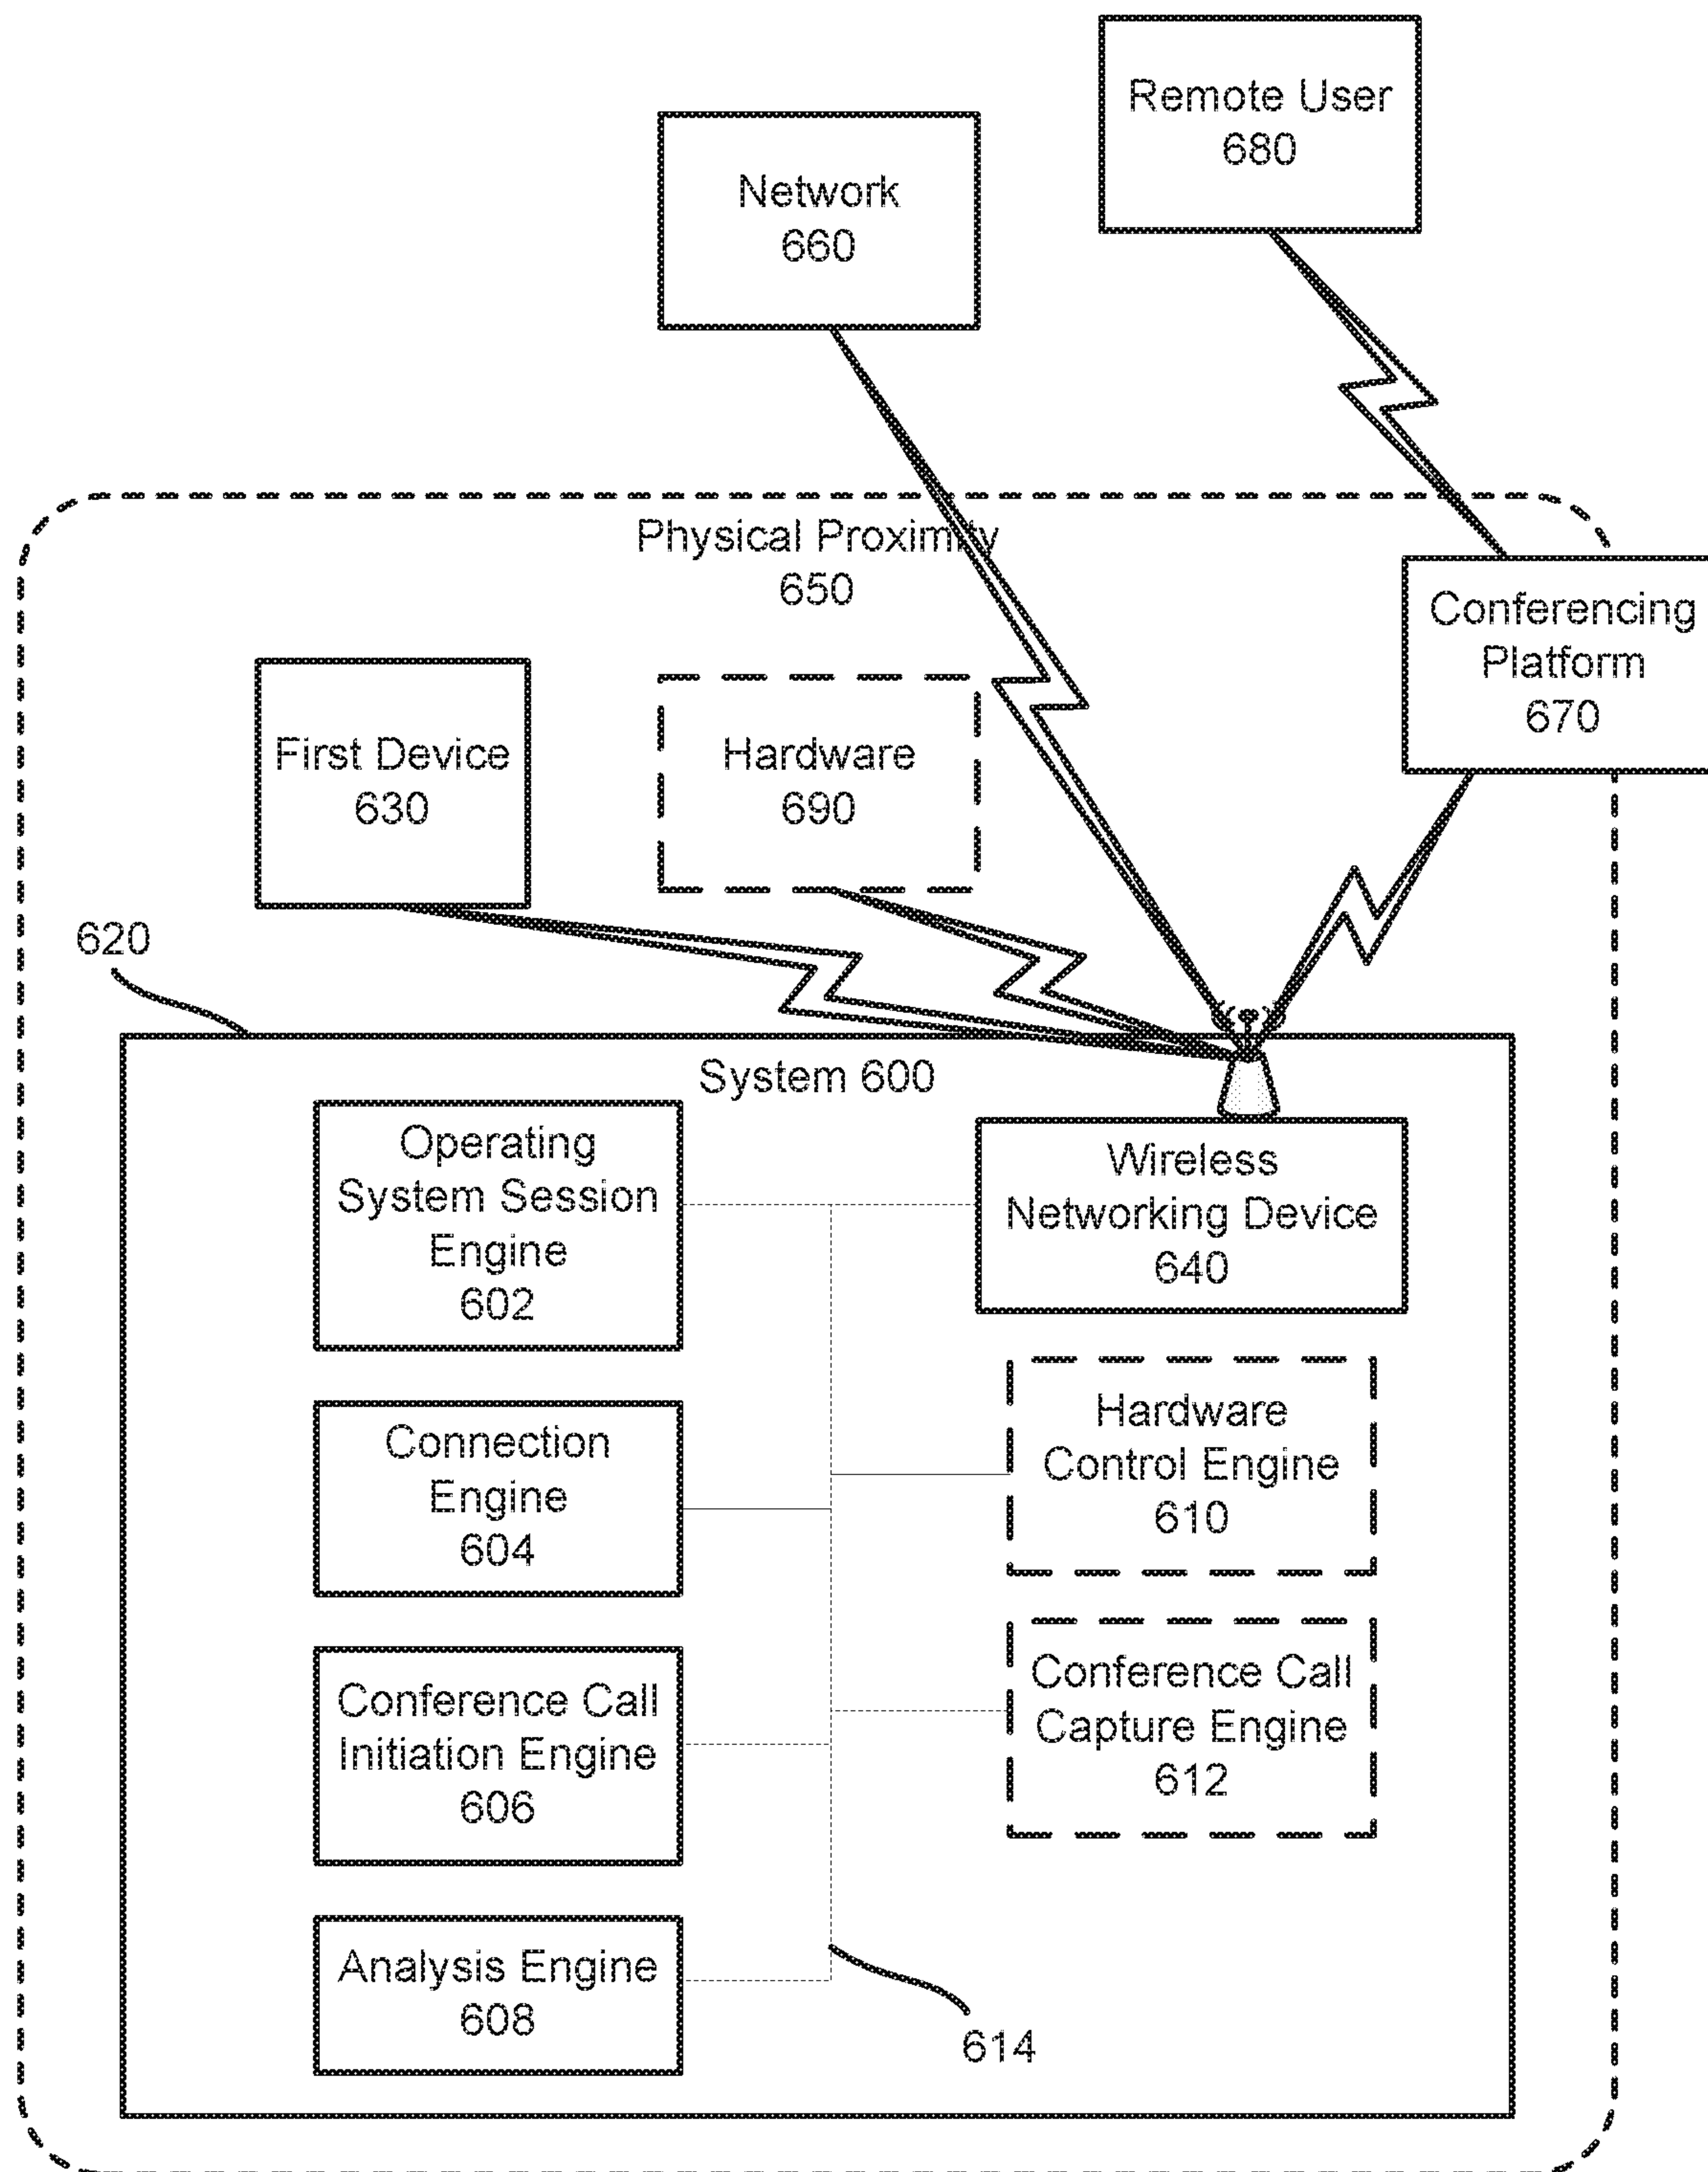 Remote User
680
Network
660
Physical Proximity
650
Conferencing
Platform
670
First Device
630
Hardware
690
620
System 600
Operating
System Session
Engine
602
Wireless
Networking Device
640
Connection
Engine
604
Hardware
Control Engine
610
Conference Call
Initiation Engine
606
Conference Call
Capture Engine
612
Analysis Engine
608
614